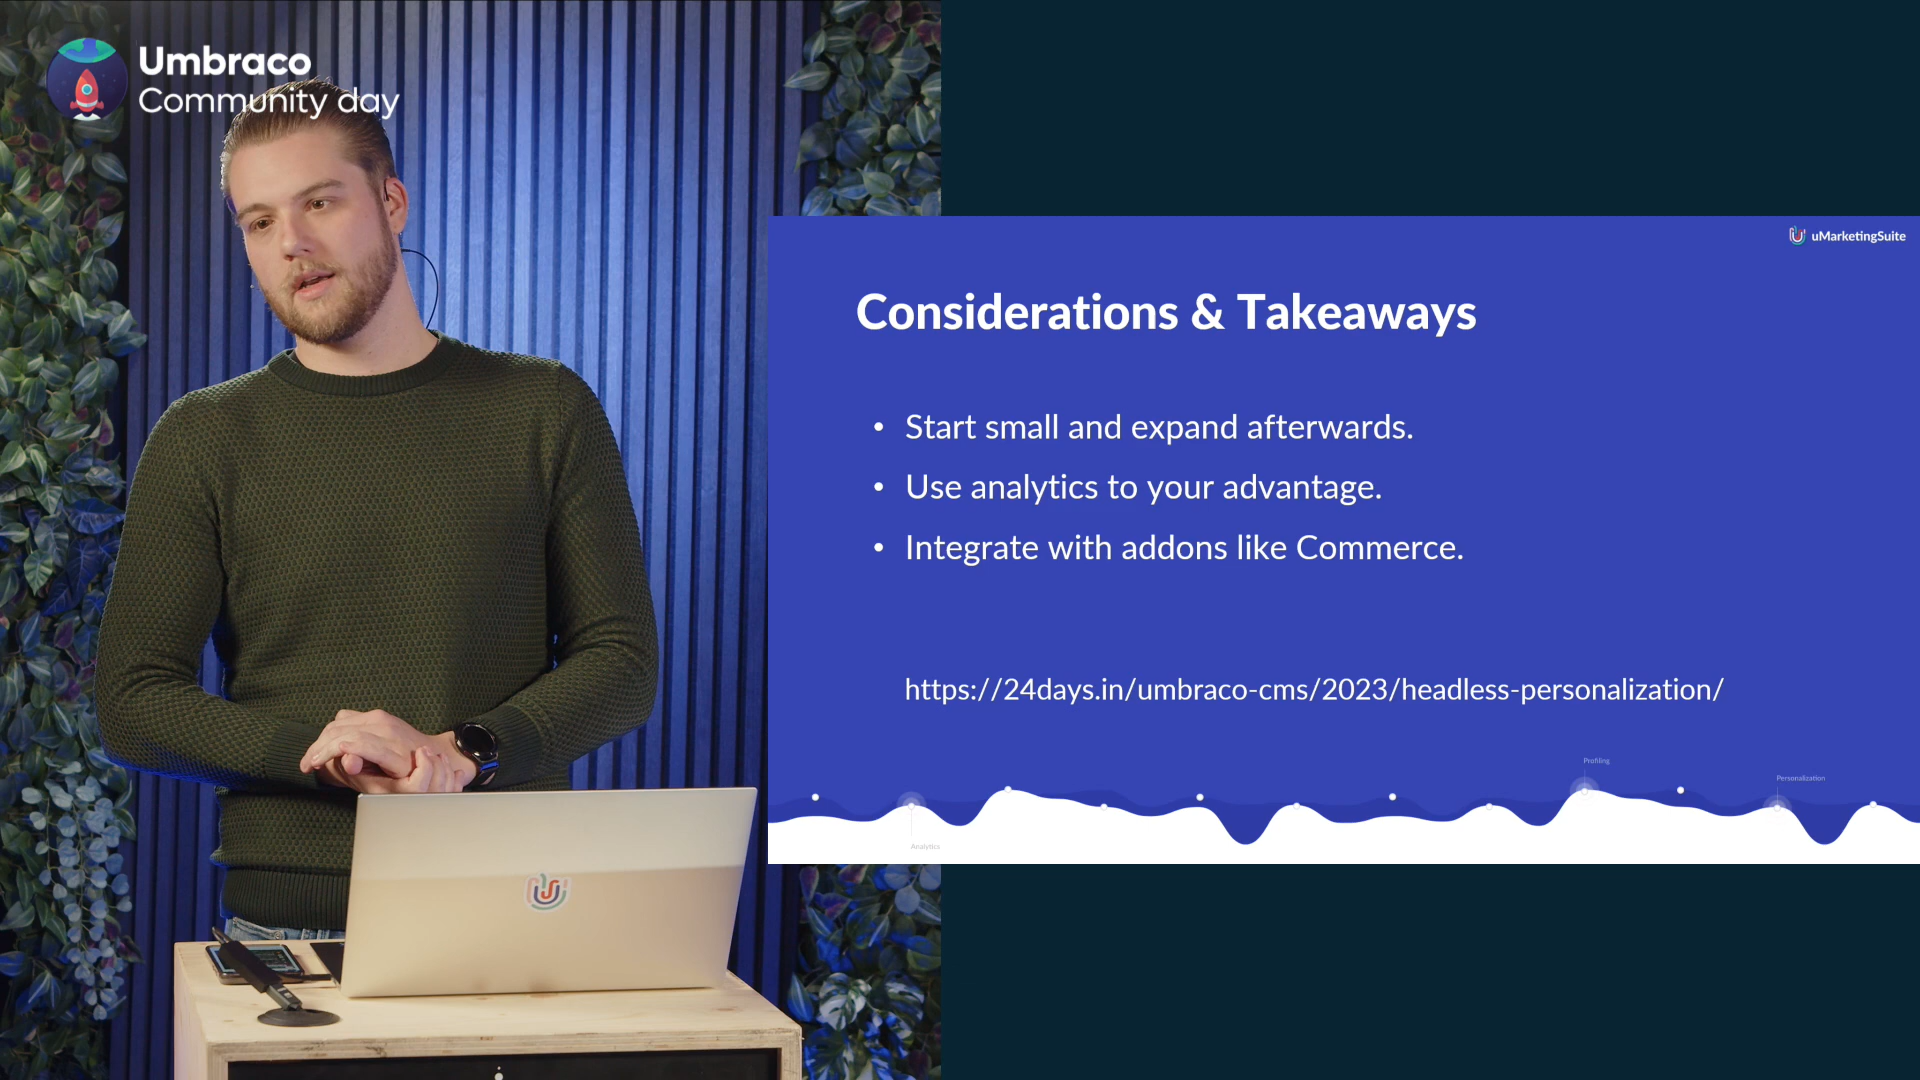 Umbraco
Community day
uMarketingSuite
Considerations & Takeaways
• Start small and expand afterwards.
• Use analytics to your advantage.
• Integrate with addons like Commerce.
https://24days.in/umbraco-cms/2023/headless-personalization/
Profiling
Personalization
Analytics